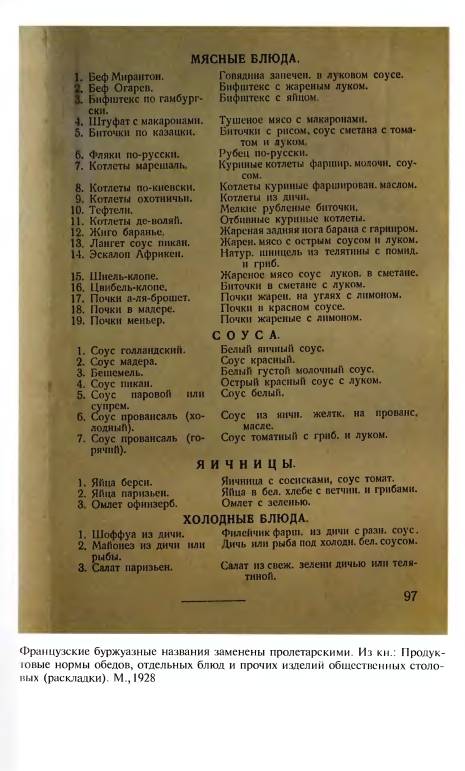 МЯСНЫЕ БЛЮДА.
1. Беф Мирантон. Говядина запечен. в луковом соусе.
2. Беф Огарев. Бифштекс с жареным луком.
3. Бифштекс по гамбург- Бифштекс с яйцом.
ски.
4. Штуфат с макаронами. Тушеное мясо с макаронами.
5. Биточки по казацки. Биточки с рисом, соус сметана с тома-
том и луком.
6. Фляки по-русски. Рубец по-русски.
7. Котлеты марешаль. Куриные котлеты фаршир. молочн. соу-
сом.
8. Котлеты по-киевски. Котлеты куриные фарширован. маслом.
9. Котлеты охотничьи. Котлеты из дичи.
10. Тефтели. Мелкие рубленые биточки.
11. Котлеты де-воляй. Отбивные куриные котлеты.
12. Жиго баранье. Жареная задняя нога барана с гарниром.
13. Лангет соус пикан. Жарен. мясо с острым соусом и луком.
14. Эскалоп Африкен. Натур. шницель из телятины с помид.
и гриб.
15. Шнель-клопс. Жареное мясо соус луков. в сметане.
16. Цвибель-клопс. Биточки в сметане с луком.
17. Почки а-ля-брошет. Почки жарен. на углях с лимоном.
18. Почки в мадере. Почки в красном соусе.
19. Почки меньер. Почки жареные с лимоном.
СОУСА.
1. Соус голландский. Белый яичный соус.
2. Соус мадера. Соус красный.
3. Бешемель. Белый густой молочный соус.
4. Соус пикан. Острый красный соус с луком.
5. Соус паровой или Соус белый.
супрем.
6. Соус провансаль (хо- Соус из яичн. желтк. на прованс.
лодный). масле.
7. Соус провансаль (го- Соус томатный с гриб. и луком.
рячий).
ЯИЧНИЦЫ.
1. Яйца берси. Яичница с сосисками, соус томат.
2. Яйца паризьен. Яйца в бел. хлебе с ветчин. и грибами.
3. Омлет офинзерб. Омлет с зеленью.
ХОЛОДНЫЕ БЛЮДА.
1. Шоффуа из дичи. Филейчик фарш. из дичи с разн. соус.
2. Майонез из дичи или Дичь или рыба под холодн. бел. соусом.
рыбы.
3. Салат паризьен. Салат из свеж. зелени дичью или теля-
тиной.
97
Французские буржуазные названия заменены пролетарскими. Из кн.: Продук-
товые нормы обедов, отдельных блюд и прочих изделий общественных столо-
вых (раскладки). М., 1928